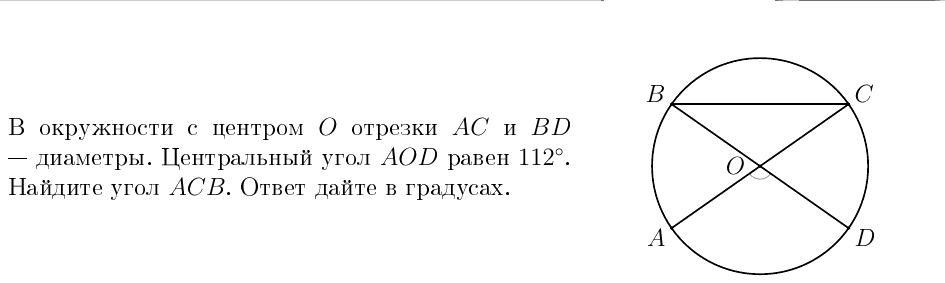 В окружности с центром O отрезки AC и BD
— диаметры. Центральный угол AOD равен 112°.
Найдите угол ACB. Ответ дайте в градусах.
B
C
O
A
D